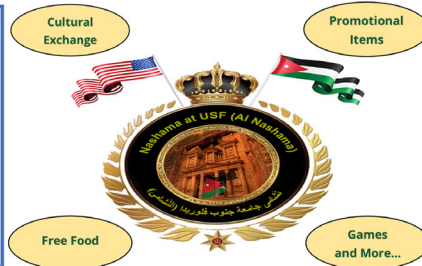 Cultural
Exchange
Promotional
Items
Nashama at USF (Al Nashama)
نشامى جامعة جنوب فلوريدا (النشامى)
Free Food
Games
and More...